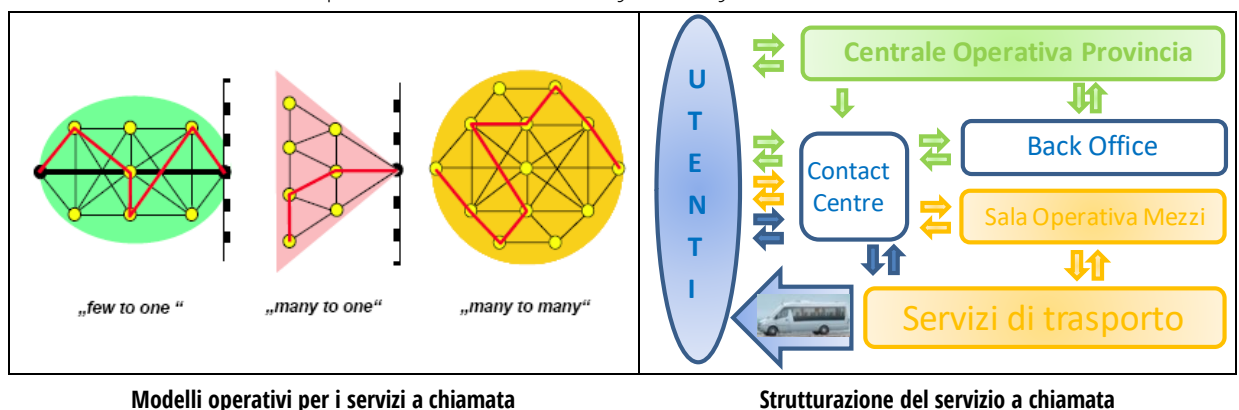 „few to one “
„many to one“
„many to many“
UTENTI
Centrale Operativa Provincia
Contact
Centre
Back Office
Sala Operativa Mezzi
Servizi di trasporto
Modelli operativi per i servizi a chiamata
Strutturazione del servizio a chiamata